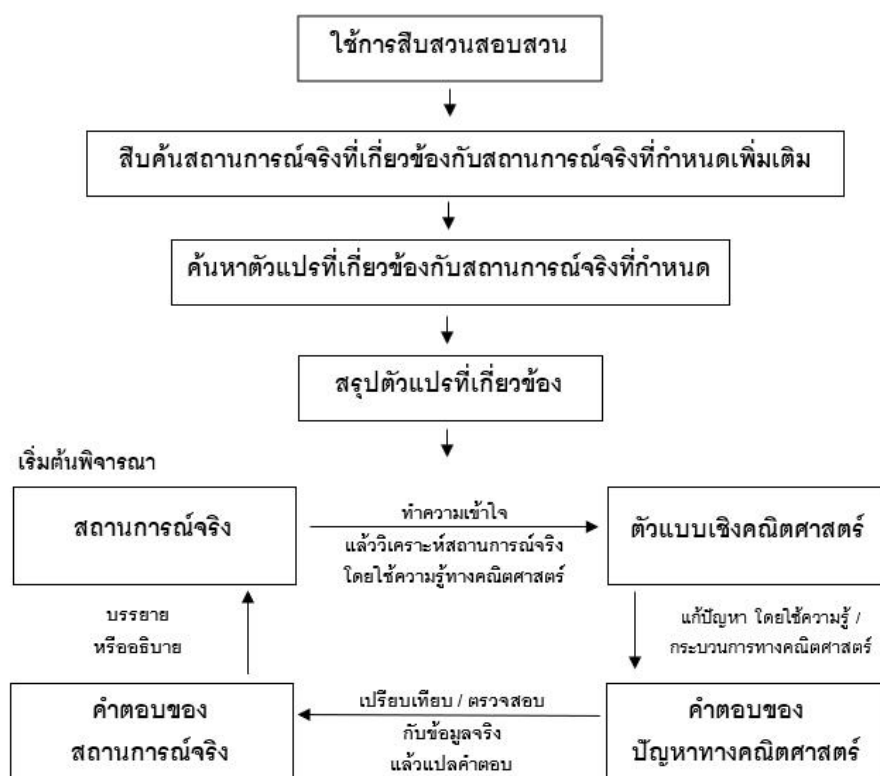 ใช้การสืบสวนสอบสวน
สืบค้นสถานการณ์จริงที่เกี่ยวข้องกับสถานการณ์จริงที่กำหนดเพิ่มเติม
ค้นหาตัวแปรที่เกี่ยวข้องกับสถานการณ์จริงที่กำหนด
สรุปตัวแปรที่เกี่ยวข้อง
เริ่มต้นพิจารณา
สถานการณ์จริง
ทำความเข้าใจ
แล้ววิเคราะห์สถานการณ์จริง
โดยใช้ความรู้ทางคณิตศาสตร์
ตัวแบบเชิงคณิตศาสตร์
บรรยาย
หรืออธิบาย
แก้ปัญหา โดยใช้ความรู้ /
กระบวนการทางคณิตศาสตร์
คำตอบของ
สถานการณ์จริง
เปรียบเทียบ / ตรวจสอบ
กับข้อมูลจริง
แล้วแปลคำตอบ
คำตอบของ
ปัญหาทางคณิตศาสตร์